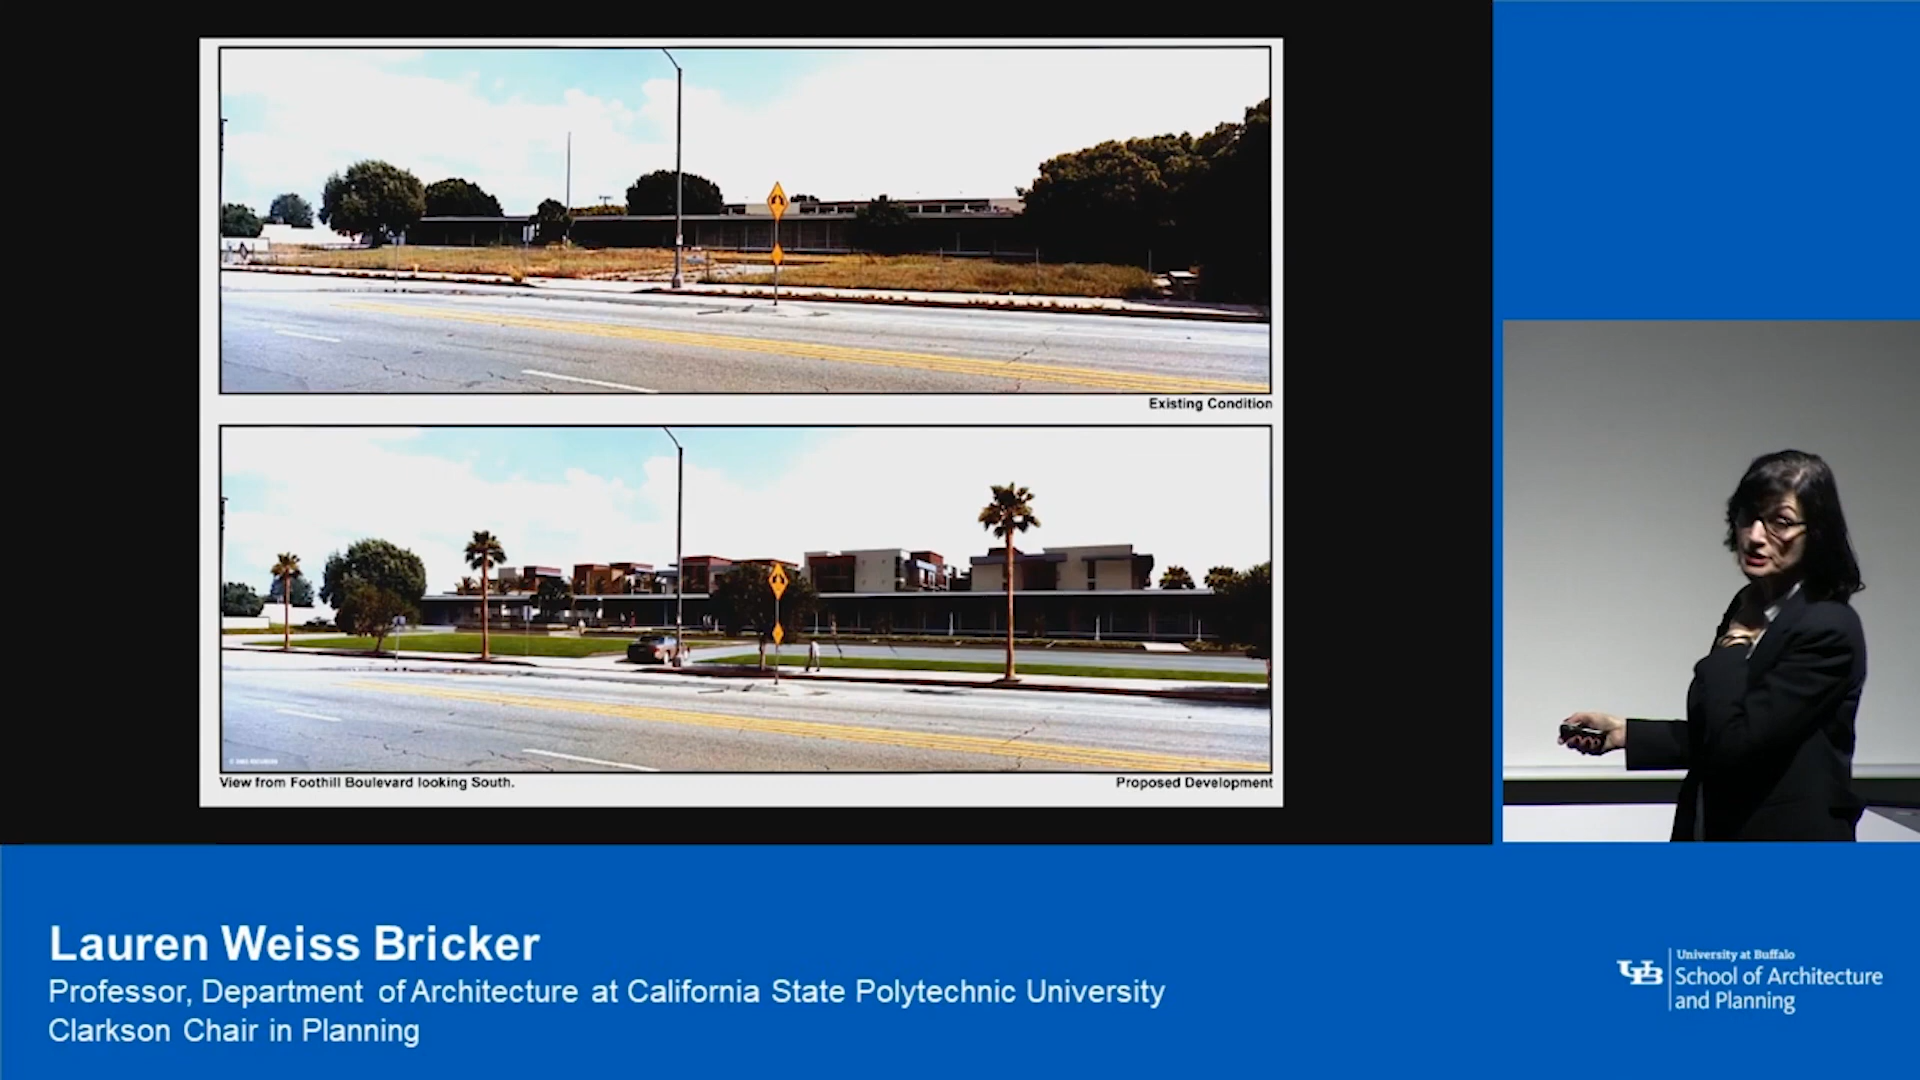 Existing Condition
View from Foothill Boulevard looking South.
Proposed Development
Lauren Weiss Bricker
Professor, Department of Architecture at California State Polytechnic University
Clarkson Chair in Planning
UB
University at Buffalo
School of Architecture
and Planning